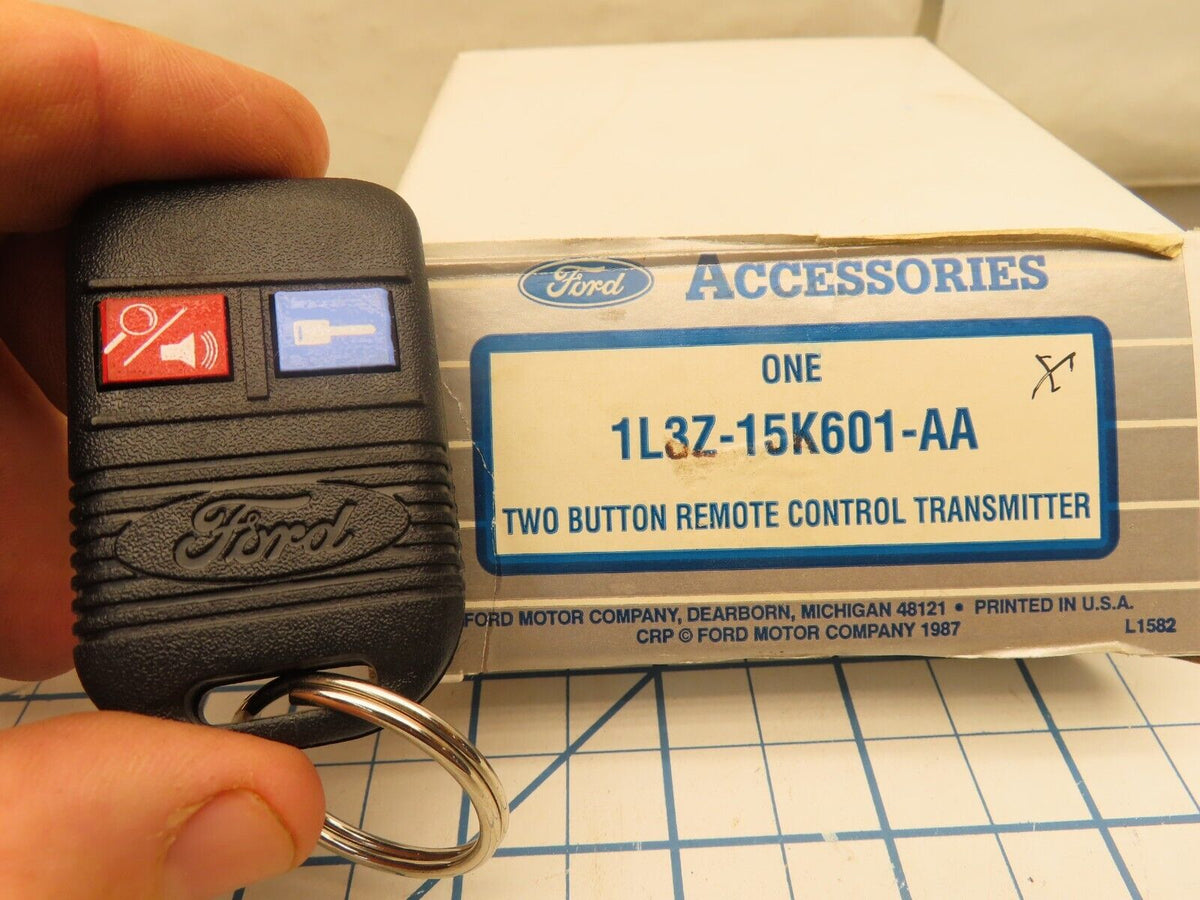 Ford
Ford ACCESSORIES
ONE
X
1L3Z-15K601-AA
TWO BUTTON REMOTE CONTROL TRANSMITTER
FORD MOTOR COMPANY, DEARBORN, MICHIGAN 48121 • PRINTED IN U.S.A.
CRP © FORD MOTOR COMPANY 1987
L1582